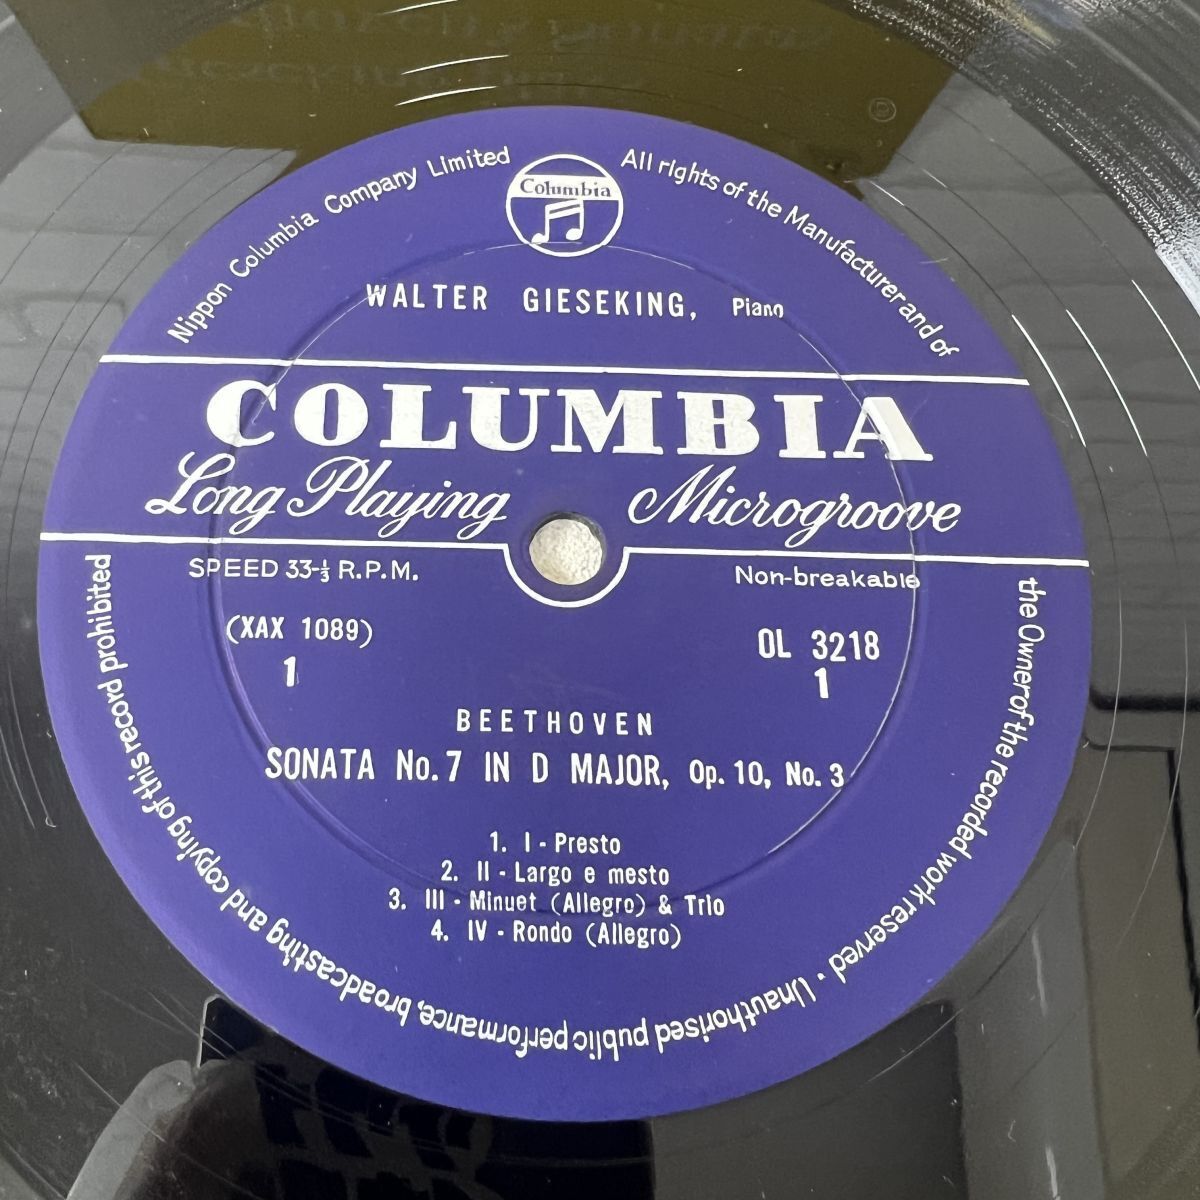 Nippon Columbia Company Limited
Columbia
All rights of the Manufacturer and of
the Owner of the recorded work reserved · Unauthorised public performance, broadcasting and copying of this record prohibited
WALTER GIESEKING, Piano
COLUMBIA
Long Playing Microgroove
SPEED 33-⅓ R.P.M. Non-breakable
(XAX 1089) OL 3218
1 1
BEETHOVEN
SONATA No. 7 IN D MAJOR, Op. 10, No. 3
1. I - Presto
2. II - Largo e mesto
3. III - Minuet (Allegro) & Trio
4. IV - Rondo (Allegro)